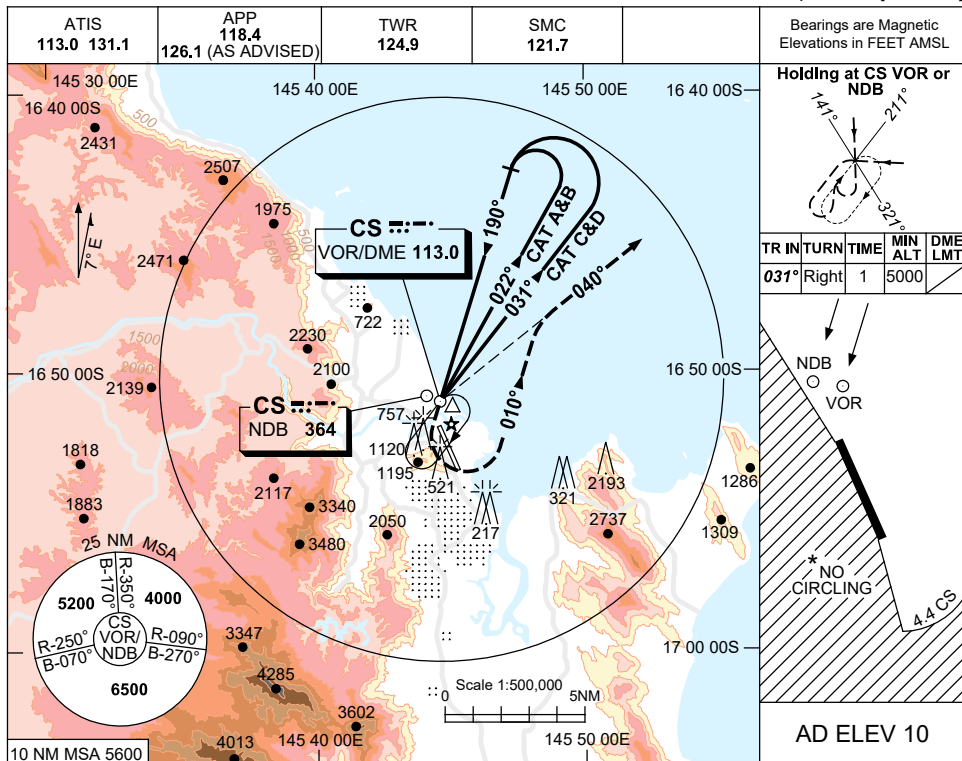 ATIS
113.0 131.1
APP
118.4
126.1 (AS ADVISED)
TWR
124.9
SMC
121.7
Bearings are Magnetic
Elevations in FEET AMSL
145 30 00E
145 40 00E
145 50 00E
16 40 00S
16 40 00S
500
2431
2507
1975
500
1000
1500
2471
7° E
CS
VOR/DME 113.0
190°
022° CAT A&B
031° CAT C&D
040°
010°
722
2230
2100
1500
2000
2139
16 50 00S
16 50 00S
CS
NDB 364
757
1120
1195
521
217
321
2193
2737
1286
1309
1818
1883
2117
3340
3480
2050
25 NM MSA
R-350°
B-170°
5200
4000
CS
VOR/
NDB
R-250°
B-070°
R-090°
B-270°
6500
3347
4285
3602
4013
17 00 00S
Scale 1:500,000
0
5NM
145 40 00E
145 50 00E
10 NM MSA 5600
Holding at CS VOR or
NDB
141°
211°
321°
TR IN TURN TIME MIN ALT DME LMT
031° Right 1 5000
NDB
VOR
* NO
CIRCLING
4.4 CS
AD ELEV 10